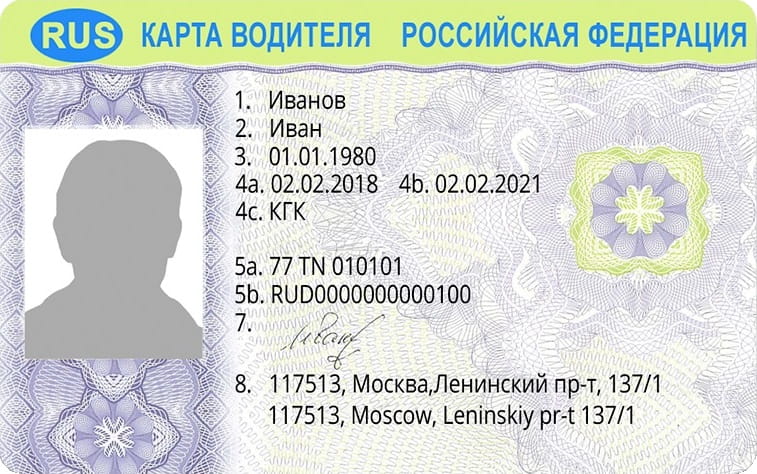 RUS КАРТА ВОДИТЕЛЯ РОССИЙСКАЯ ФЕДЕРАЦИЯ
1. Иванов
2. Иван
3. 01.01.1980
4a. 02.02.2018 4b. 02.02.2021
4c. КГК
5a. 77 TN 010101
5b. RUD0000000000100
7. Иван
8. 117513, Москва,Ленинский пр-т, 137/1
117513, Moscow, Leninskiy pr-t 137/1